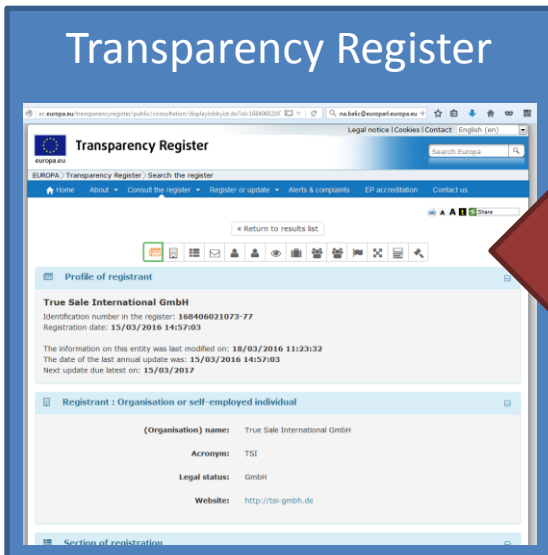 Transparency Register
ec.europa.eu/transparencyregister/public/consultation/displaylobbyist.do?id=168406021073
na.balic@europarl.europa.eu
Legal notice | Cookies | Contact English (en)
Transparency Register
Search Europa
europa.eu
EUROPA > Transparency Register > Search the register
Home About Consult the register Register or update Alerts & complaints EP accreditation Contact us
A A Share
« Return to results list
Profile of registrant
True Sale International GmbH
Identification number in the register: 168406021073-77
Registration date: 15/03/2016 14:57:03
The information on this entity was last modified on: 18/03/2016 11:23:32
The date of the last annual update was: 15/03/2016 14:57:03
Next update due latest on: 15/03/2017
Registrant : Organisation or self-employed individual
(Organisation) name: True Sale International GmbH
Acronym: TSI
Legal status: GmbH
Website: http://tsi-gmbh.de
Section of registration